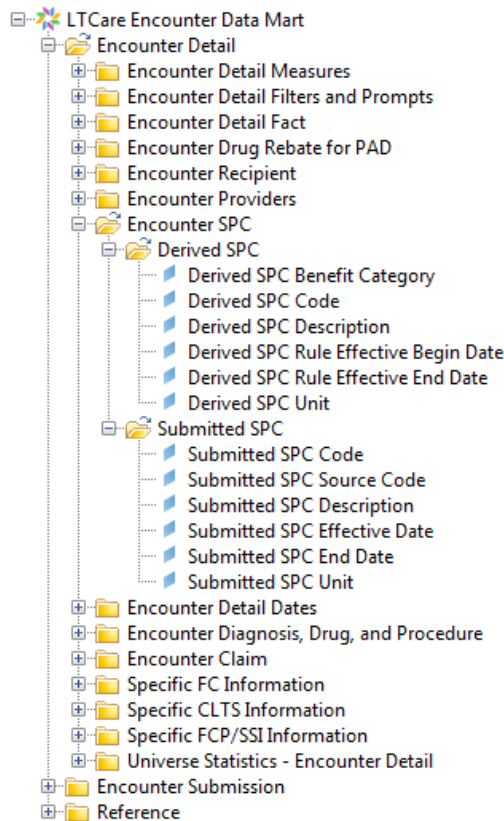 LTCare Encounter Data Mart
Encounter Detail
Encounter Detail Measures
Encounter Detail Filters and Prompts
Encounter Detail Fact
Encounter Drug Rebate for PAD
Encounter Recipient
Encounter Providers
Encounter SPC
Derived SPC
Derived SPC Benefit Category
Derived SPC Code
Derived SPC Description
Derived SPC Rule Effective Begin Date
Derived SPC Rule Effective End Date
Derived SPC Unit
Submitted SPC
Submitted SPC Code
Submitted SPC Source Code
Submitted SPC Description
Submitted SPC Effective Date
Submitted SPC End Date
Submitted SPC Unit
Encounter Detail Dates
Encounter Diagnosis, Drug, and Procedure
Encounter Claim
Specific FC Information
Specific CLTS Information
Specific FCP/SSI Information
Universe Statistics - Encounter Detail
Encounter Submission
Reference